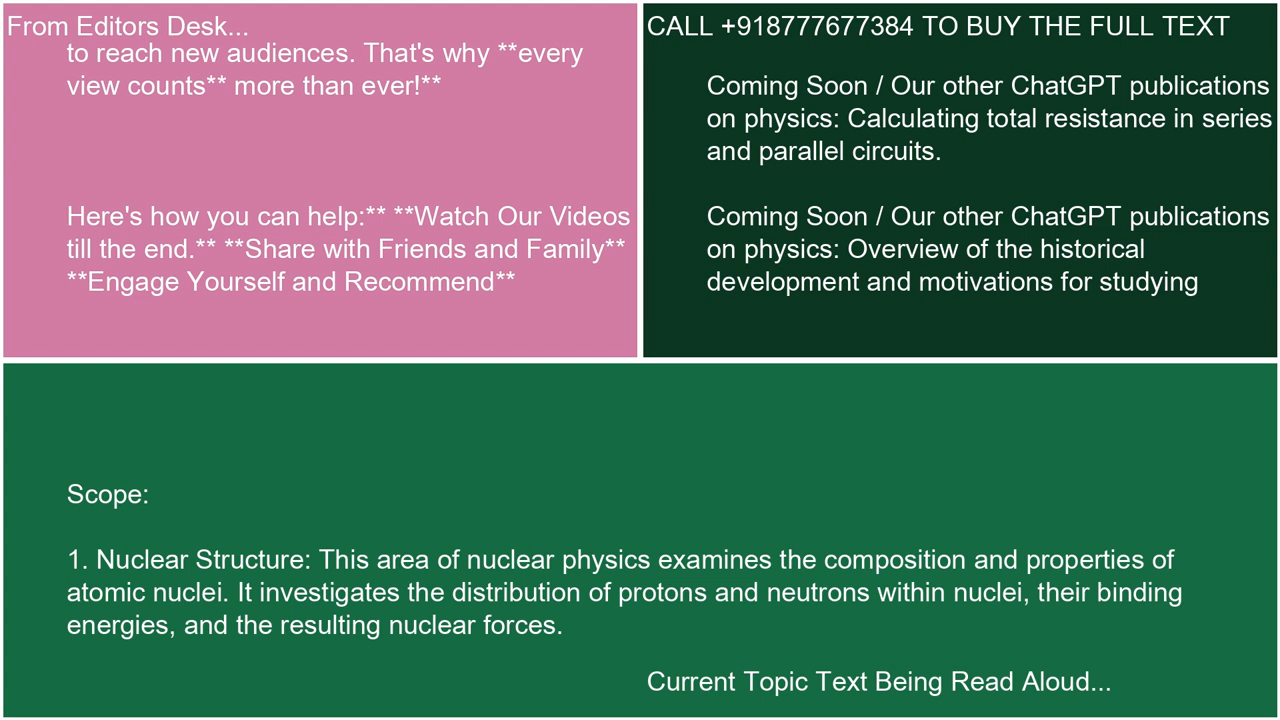 From Editors Desk...
to reach new audiences. That's why **every
view counts** more than ever!**
Here's how you can help:** **Watch Our Videos
till the end.** **Share with Friends and Family**
**Engage Yourself and Recommend**
CALL +918777677384 TO BUY THE FULL TEXT
Coming Soon / Our other ChatGPT publications
on physics: Calculating total resistance in series
and parallel circuits.
Coming Soon / Our other ChatGPT publications
on physics: Overview of the historical
development and motivations for studying
Scope:
1. Nuclear Structure: This area of nuclear physics examines the composition and properties of
atomic nuclei. It investigates the distribution of protons and neutrons within nuclei, their binding
energies, and the resulting nuclear forces.
Current Topic Text Being Read Aloud...